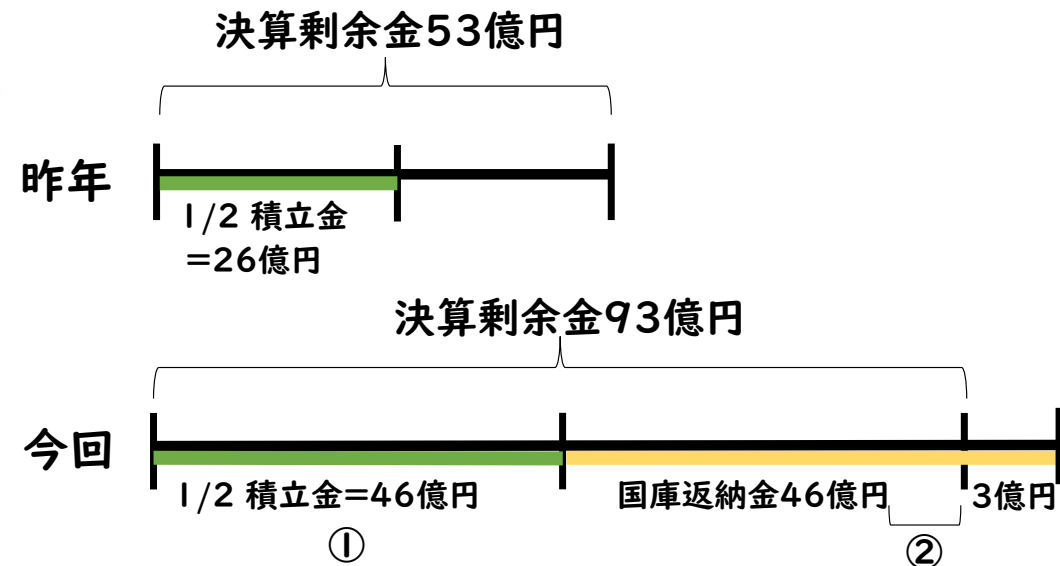 決算剰余金53億円
昨年
1/2 積立金
=26億円
決算剰余金93億円
今回
1/2 積立金=46億円
国庫返納金46億円
3億円
①
②